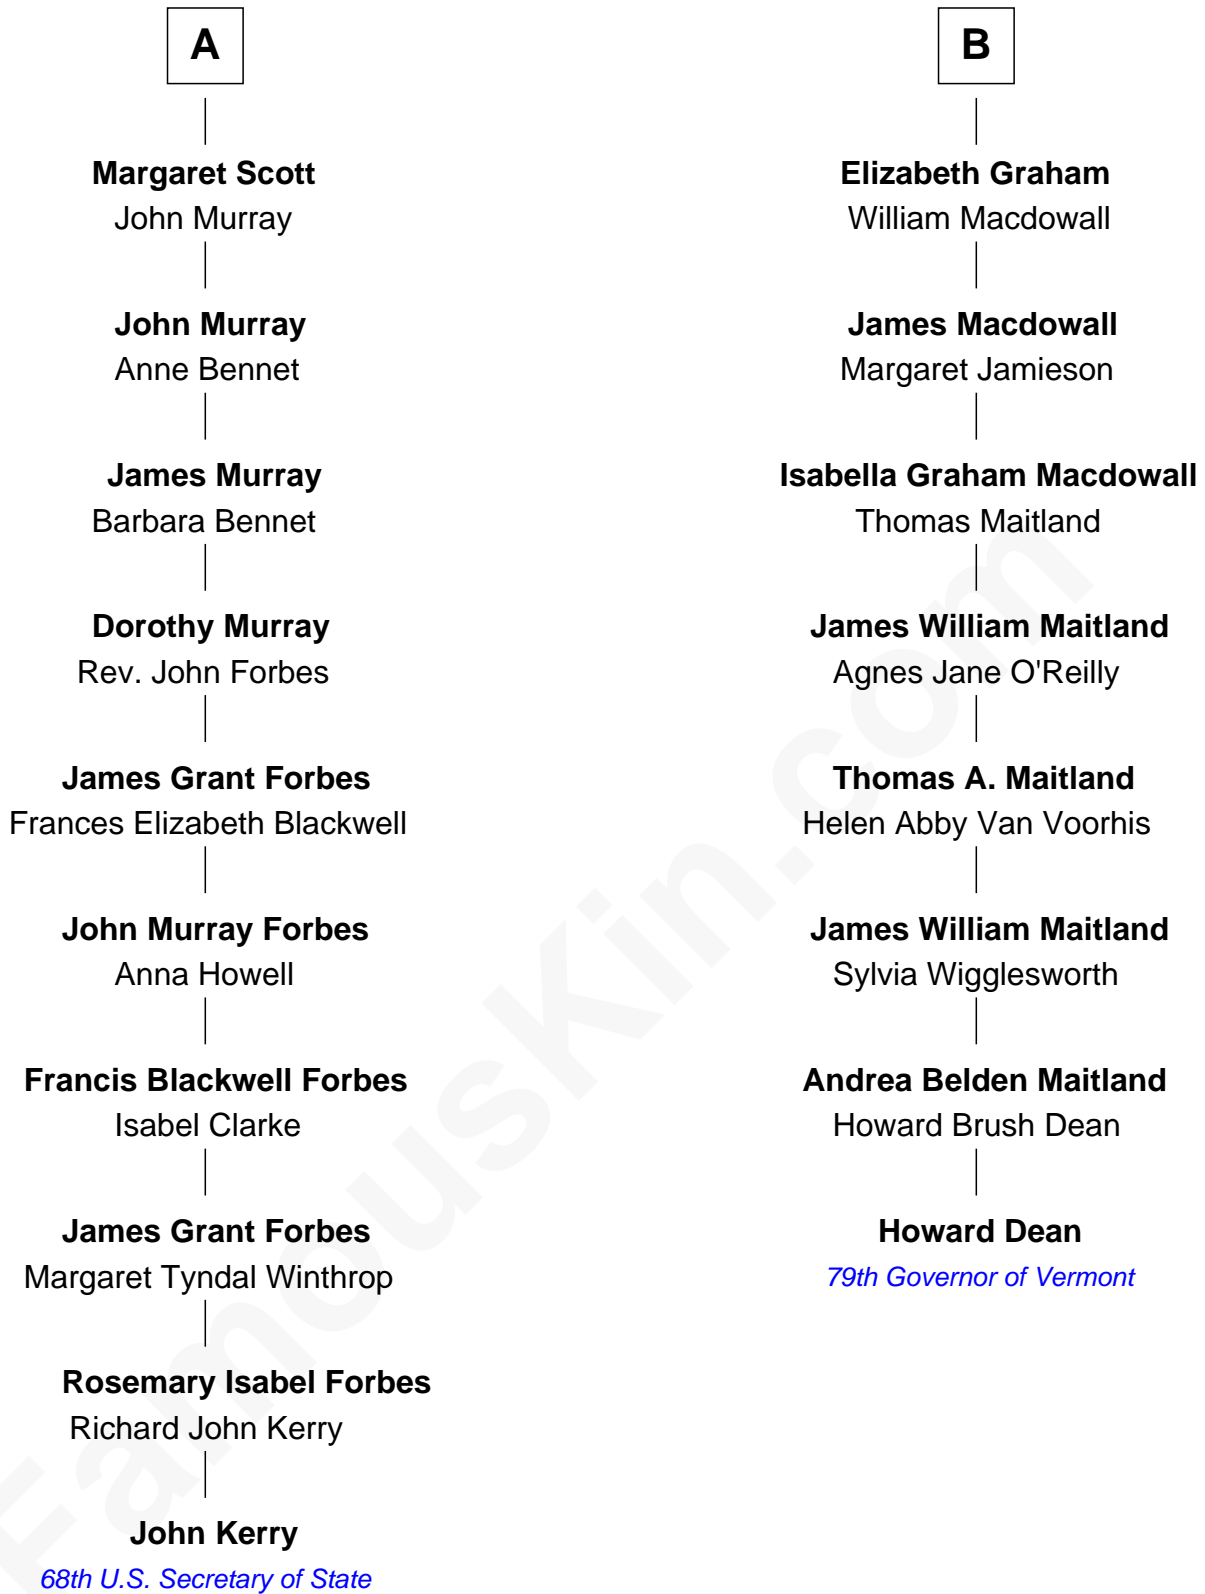 A
Margaret Scott
John Murray
John Murray
Anne Bennet
James Murray
Barbara Bennet
Dorothy Murray
Rev. John Forbes
James Grant Forbes
Frances Elizabeth Blackwell
John Murray Forbes
Anna Howell
Francis Blackwell Forbes
Isabel Clarke
James Grant Forbes
Margaret Tyndal Winthrop
Rosemary Isabel Forbes
Richard John Kerry
John Kerry
68th U.S. Secretary of State
B
Elizabeth Graham
William Macdowall
James Macdowall
Margaret Jamieson
Isabella Graham Macdowall
Thomas Maitland
James William Maitland
Agnes Jane O'Reilly
Thomas A. Maitland
Helen Abby Van Voorhis
James William Maitland
Sylvia Wigglesworth
Andrea Belden Maitland
Howard Brush Dean
Howard Dean
79th Governor of Vermont
FamousKin.com